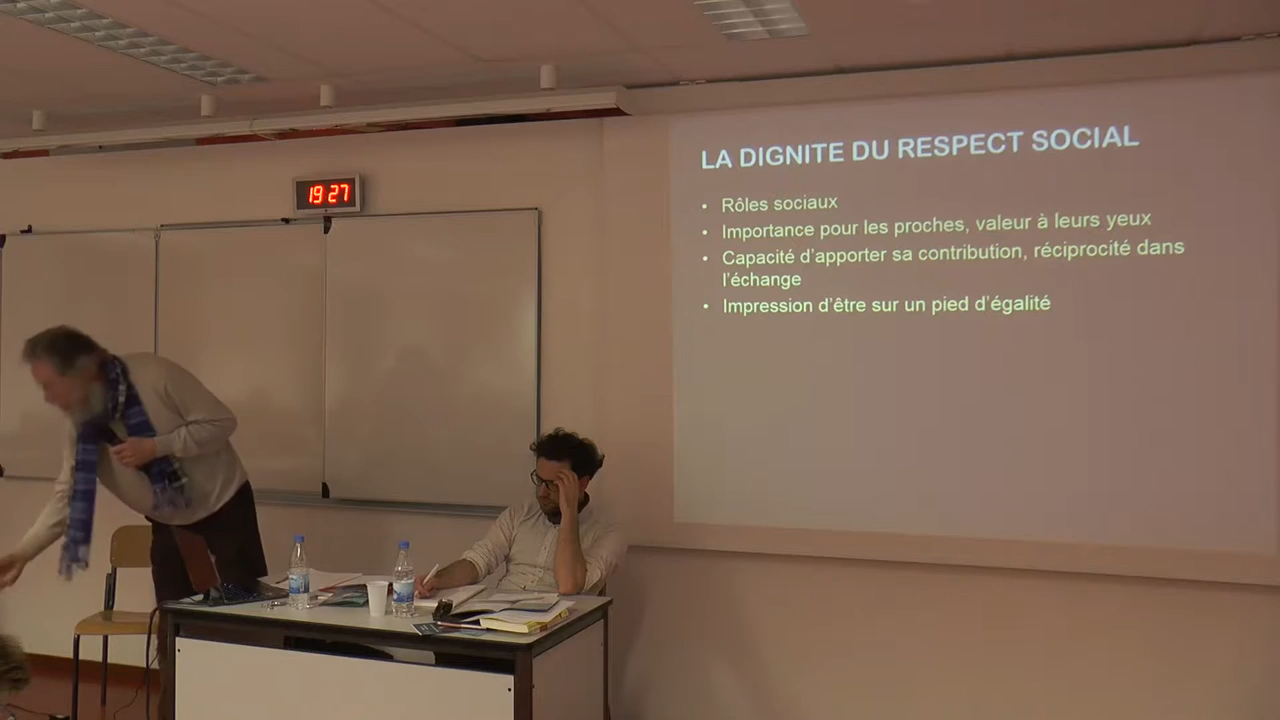 19 27
LA DIGNITE DU RESPECT SOCIAL
• Rôles sociaux
• Importance pour les proches, valeur à leurs yeux
• Capacité d'apporter sa contribution, réciprocité dans
l'échange
• Impression d'être sur un pied d'égalité